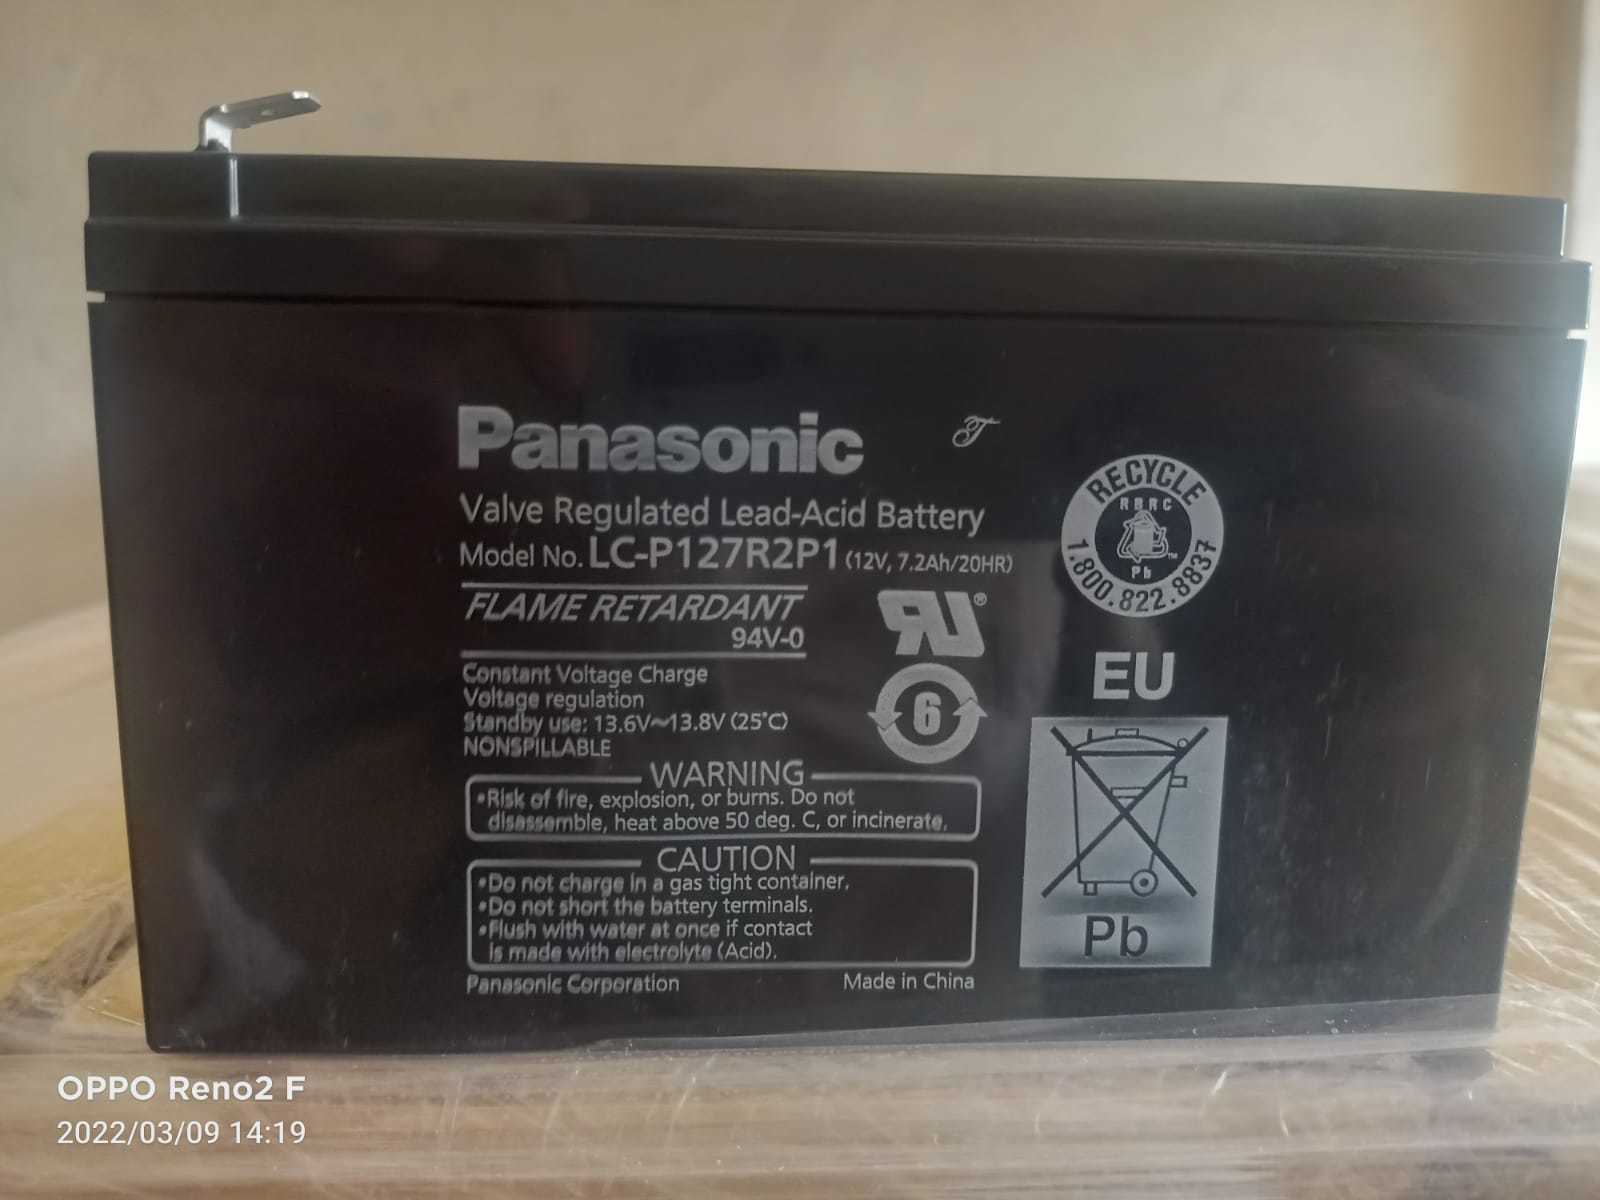 Panasonic
Valve Regulated Lead-Acid Battery
Model No. LC-P127R2P1 (12V, 7.2Ah/20HR)
FLAME RETARDANT
94V-0
Constant Voltage Charge
Voltage regulation
Standby use: 13.6V~13.8V (25°C)
NONSPILLABLE
WARNING
•Risk of fire, explosion, or burns. Do not
disassemble, heat above 50 deg. C, or incinerate.
CAUTION
•Do not charge in a gas tight container.
•Do not short the battery terminals.
•Flush with water at once if contact
is made with electrolyte (Acid).
Panasonic Corporation
Made in China
T
RU®
6
RECYCLE
RBRC
™
Pb
1.800.822.8837
EU
Pb
OPPO Reno2 F
2022/03/09 14:19